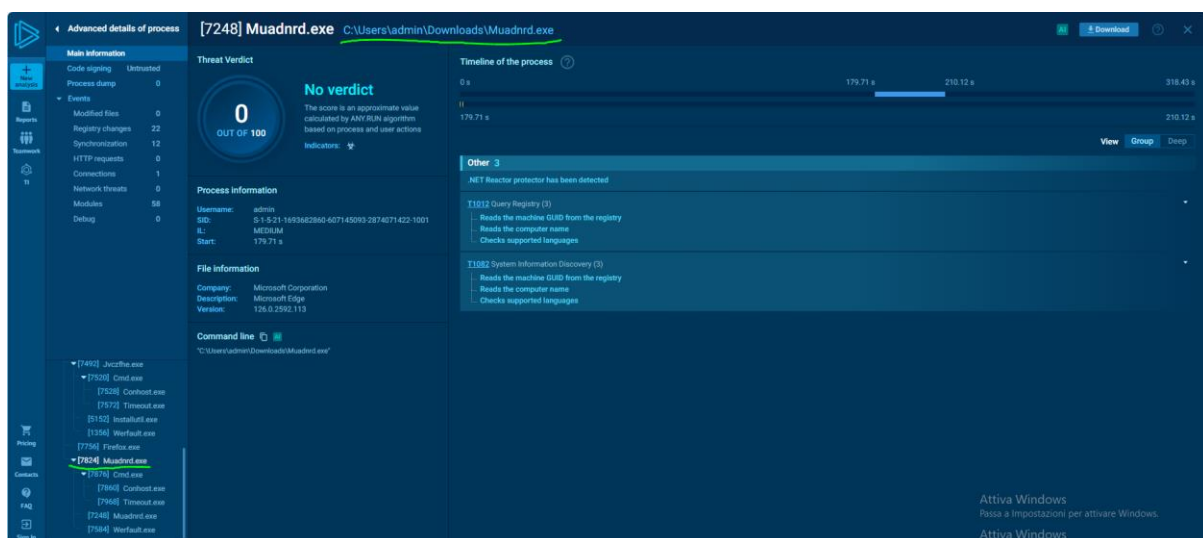 Advanced details of process
[7248] Muadnrd.exe C:\Users\admin\Downloads\Muadnrd.exe
AI
Download
Main information
Code signing Untrusted
Process dump 0
Events
Modified files 0
Registry changes 22
Synchronization 12
HTTP requests 0
Connections 1
Network threats 0
Modules 58
Debug 0
New analysis
Reports
Teamwork
TI
Pricing
Contacts
FAQ
Sign In
[7492] Jvczfhe.exe
[7520] Cmd.exe
[7528] Conhost.exe
[7572] Timeout.exe
[5152] Installutil.exe
[1356] Werfault.exe
[7756] Firefox.exe
[7824] Muadnrd.exe
[7876] Cmd.exe
[7860] Conhost.exe
[7968] Timeout.exe
[7248] Muadnrd.exe
[7584] Werfault.exe
Threat Verdict
0
OUT OF 100
No verdict
The score is an approximate value
calculated by ANY.RUN algorithm
based on process and user actions
Indicators:
Process information
Username: admin
SID: S-1-5-21-1693682860-607145093-2874071422-1001
IL: MEDIUM
Start: 179.71 s
File information
Company: Microsoft Corporation
Description: Microsoft Edge
Version: 126.0.2592.113
Command line AI
"C:\Users\admin\Downloads\Muadnrd.exe"
Timeline of the process
0 s 179.71 s 210.12 s 318.43 s
179.71 s 210.12 s
View Group Deep
Other 3
.NET Reactor protector has been detected
T1012 Query Registry (3)
Reads the machine GUID from the registry
Reads the computer name
Checks supported languages
T1082 System Information Discovery (3)
Reads the machine GUID from the registry
Reads the computer name
Checks supported languages
Attiva Windows
Passa a Impostazioni per attivare Windows.
Attiva Windows